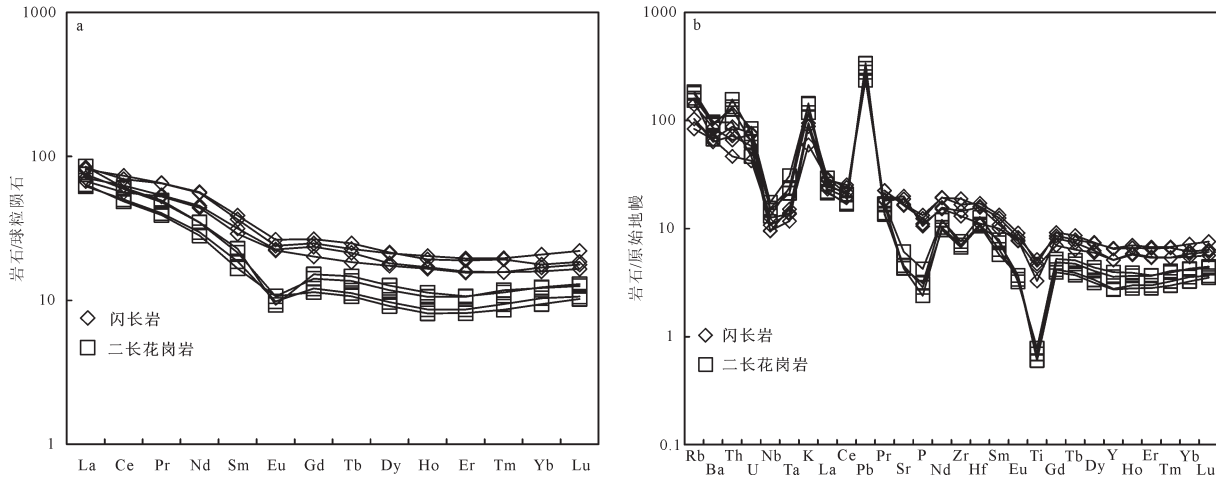 1000
a
100
10
1
岩石/球粒陨石
闪长岩
二长花岗岩
La Ce Pr Nd Sm Eu Gd Tb Dy Ho Er Tm Yb Lu
1000
b
100
10
1
0.1
岩石/原始地幔
闪长岩
二长花岗岩
Rb Th Nb K Ce Pr P Zr Sm Ti Tb Y Er Yb
Ba U Ta La Pb Sr Nd Hf Eu Gd Dy Ho Tm Lu